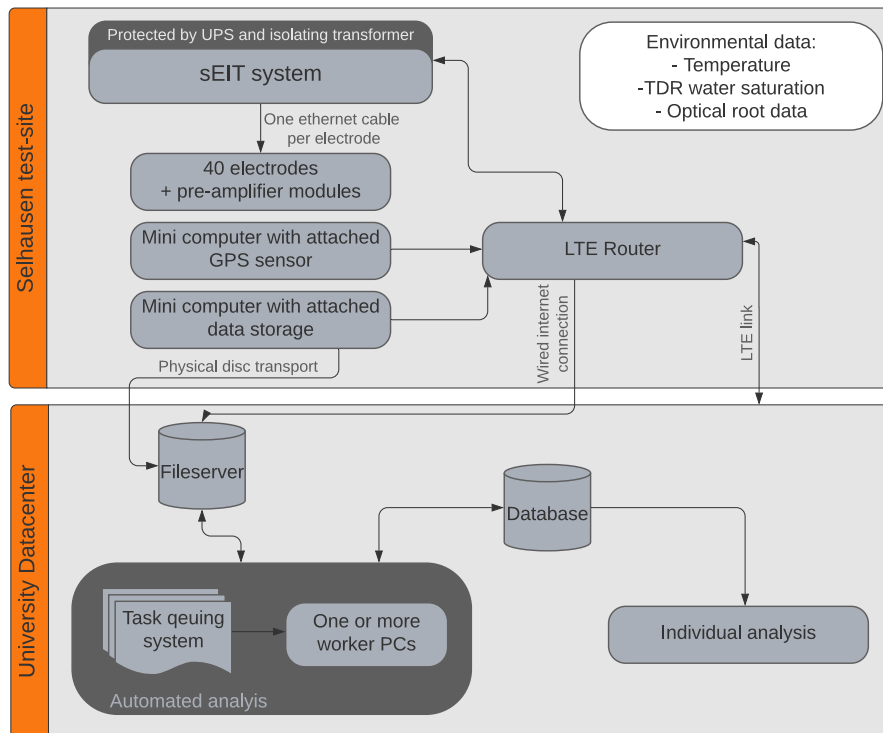 Selhausen test-site
Protected by UPS and isolating transformer
sEIT system
One ethernet cable
per electrode
40 electrodes
+ pre-amplifier modules
Mini computer with attached
GPS sensor
Mini computer with attached
data storage
Physical disc transport
Environmental data:
- Temperature
-TDR water saturation
- Optical root data
LTE Router
Wired internet
connection
LTE link
University Datacenter
Fileserver
Database
Task qeuing
system
One or more
worker PCs
Automated analyis
Individual analysis